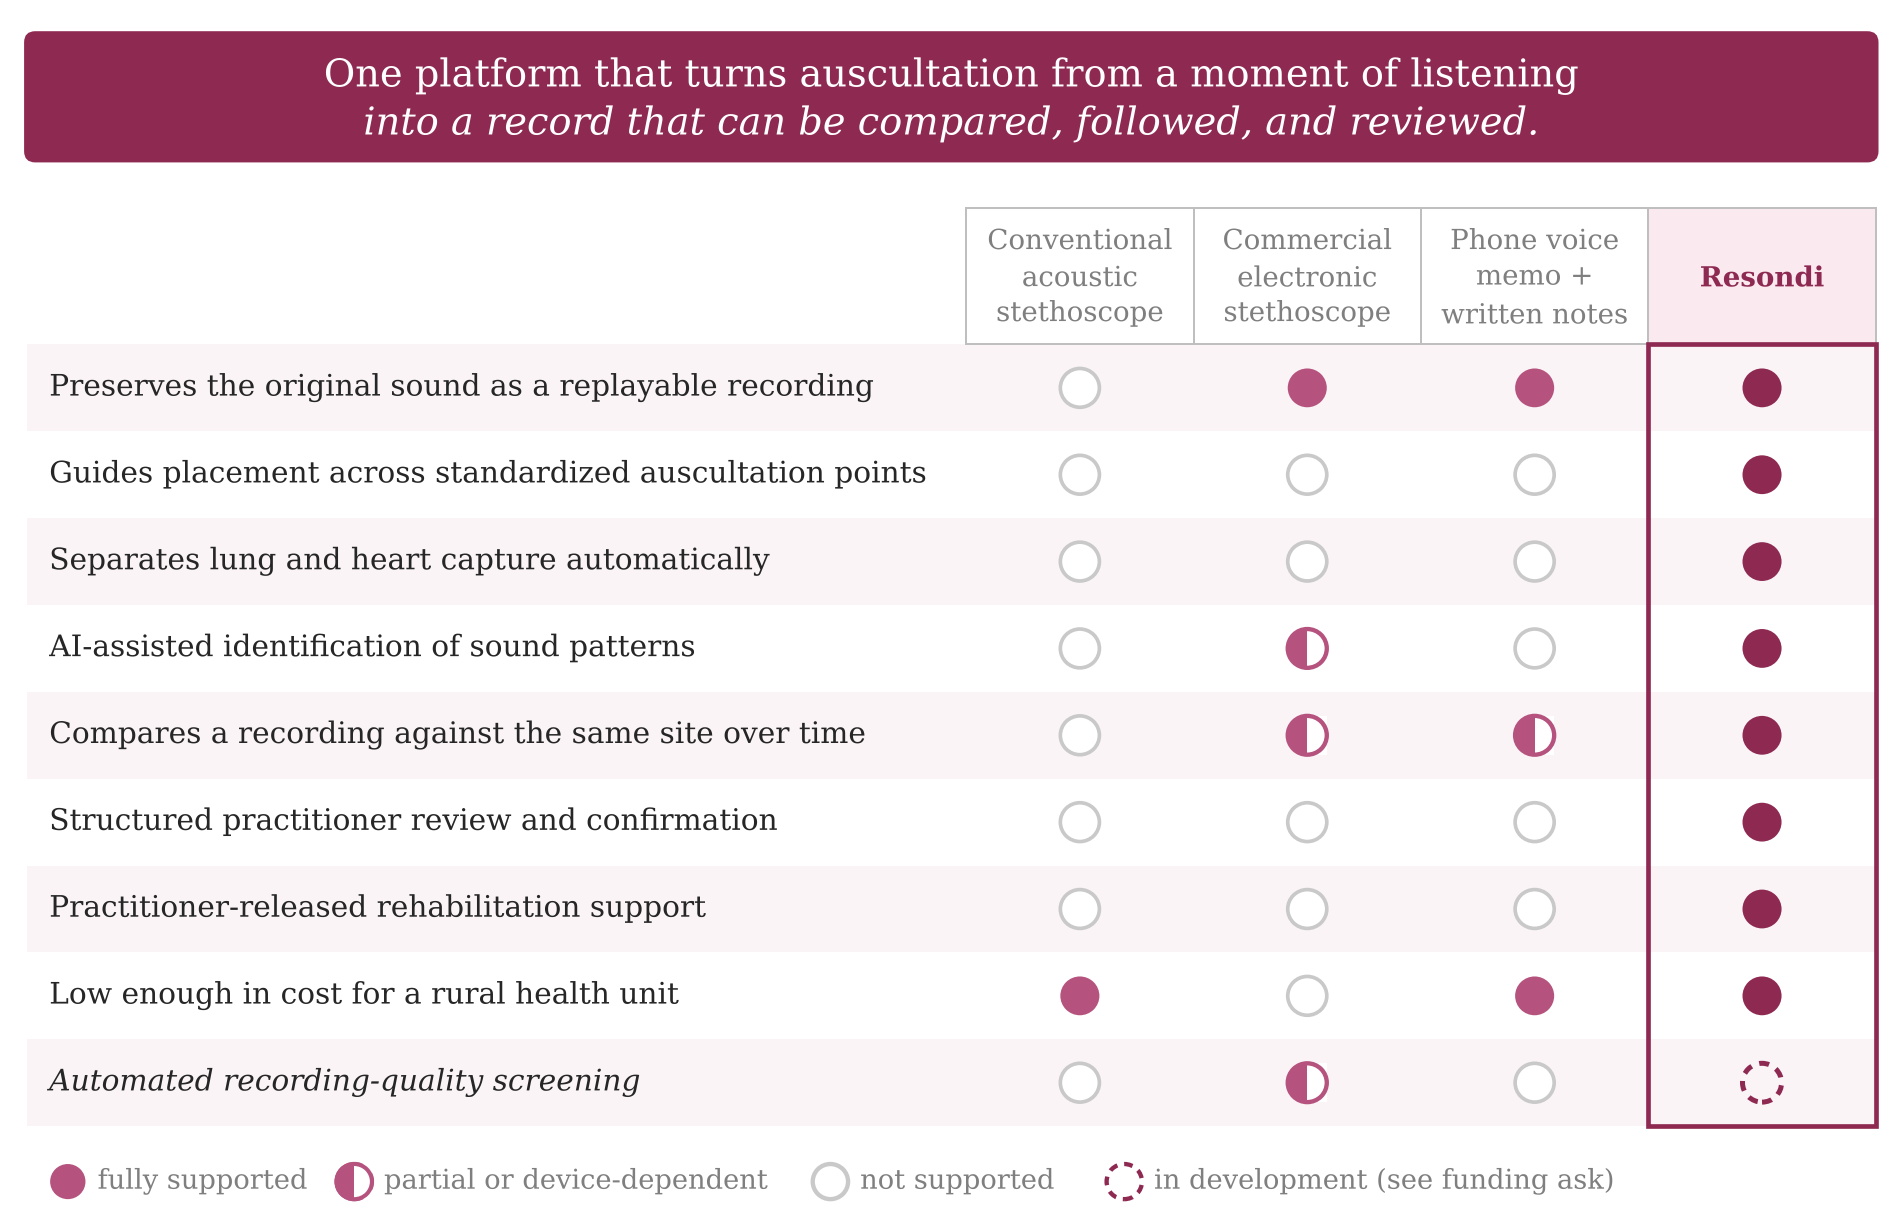 One platform that turns auscultation from a moment of listening
into a record that can be compared, followed, and reviewed.
Conventional
acoustic
stethoscope
Commercial
electronic
stethoscope
Phone voice
memo +
written notes
Resondi
Preserves the original sound as a replayable recording
Guides placement across standardized auscultation points
Separates lung and heart capture automatically
AI-assisted identification of sound patterns
Compares a recording against the same site over time
Structured practitioner review and confirmation
Practitioner-released rehabilitation support
Low enough in cost for a rural health unit
Automated recording-quality screening
fully supported
partial or device-dependent
not supported
in development (see funding ask)